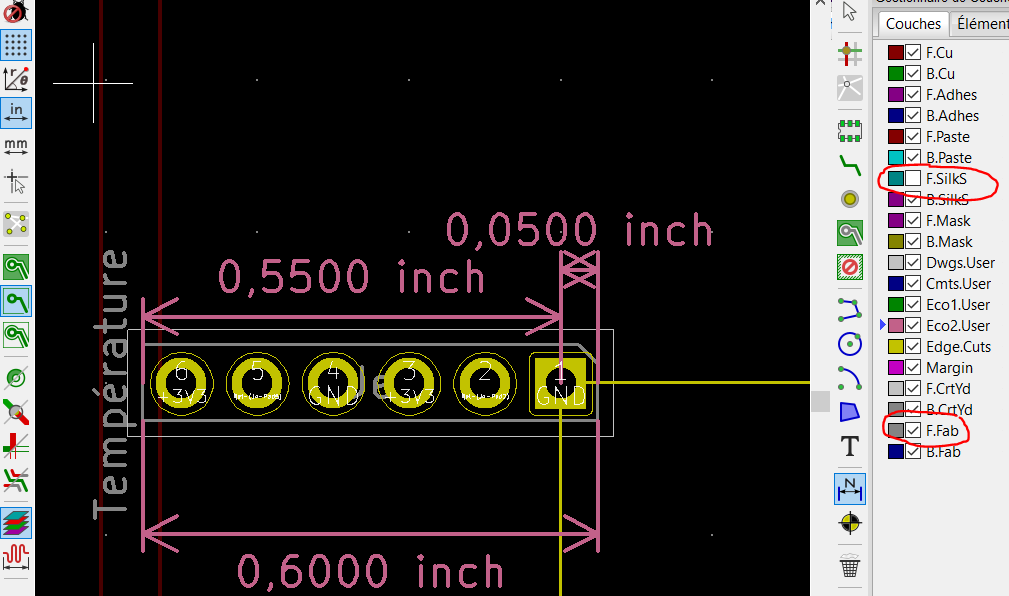 in
mm
Couches
Élément
F.Cu
B.Cu
F.Adhes
B.Adhes
F.Paste
B.Paste
F.SilkS
B.SilkS
F.Mask
B.Mask
Dwgs.User
Cmts.User
Eco1.User
Eco2.User
Edge.Cuts
Margin
F.CrtYd
B.CrtYd
F.Fab
B.Fab
T
N
0,0500 inch
0,5500 inch
Température
6 5 4 3 2 1
+3V3 GND +3V3 GND
0,6000 inch